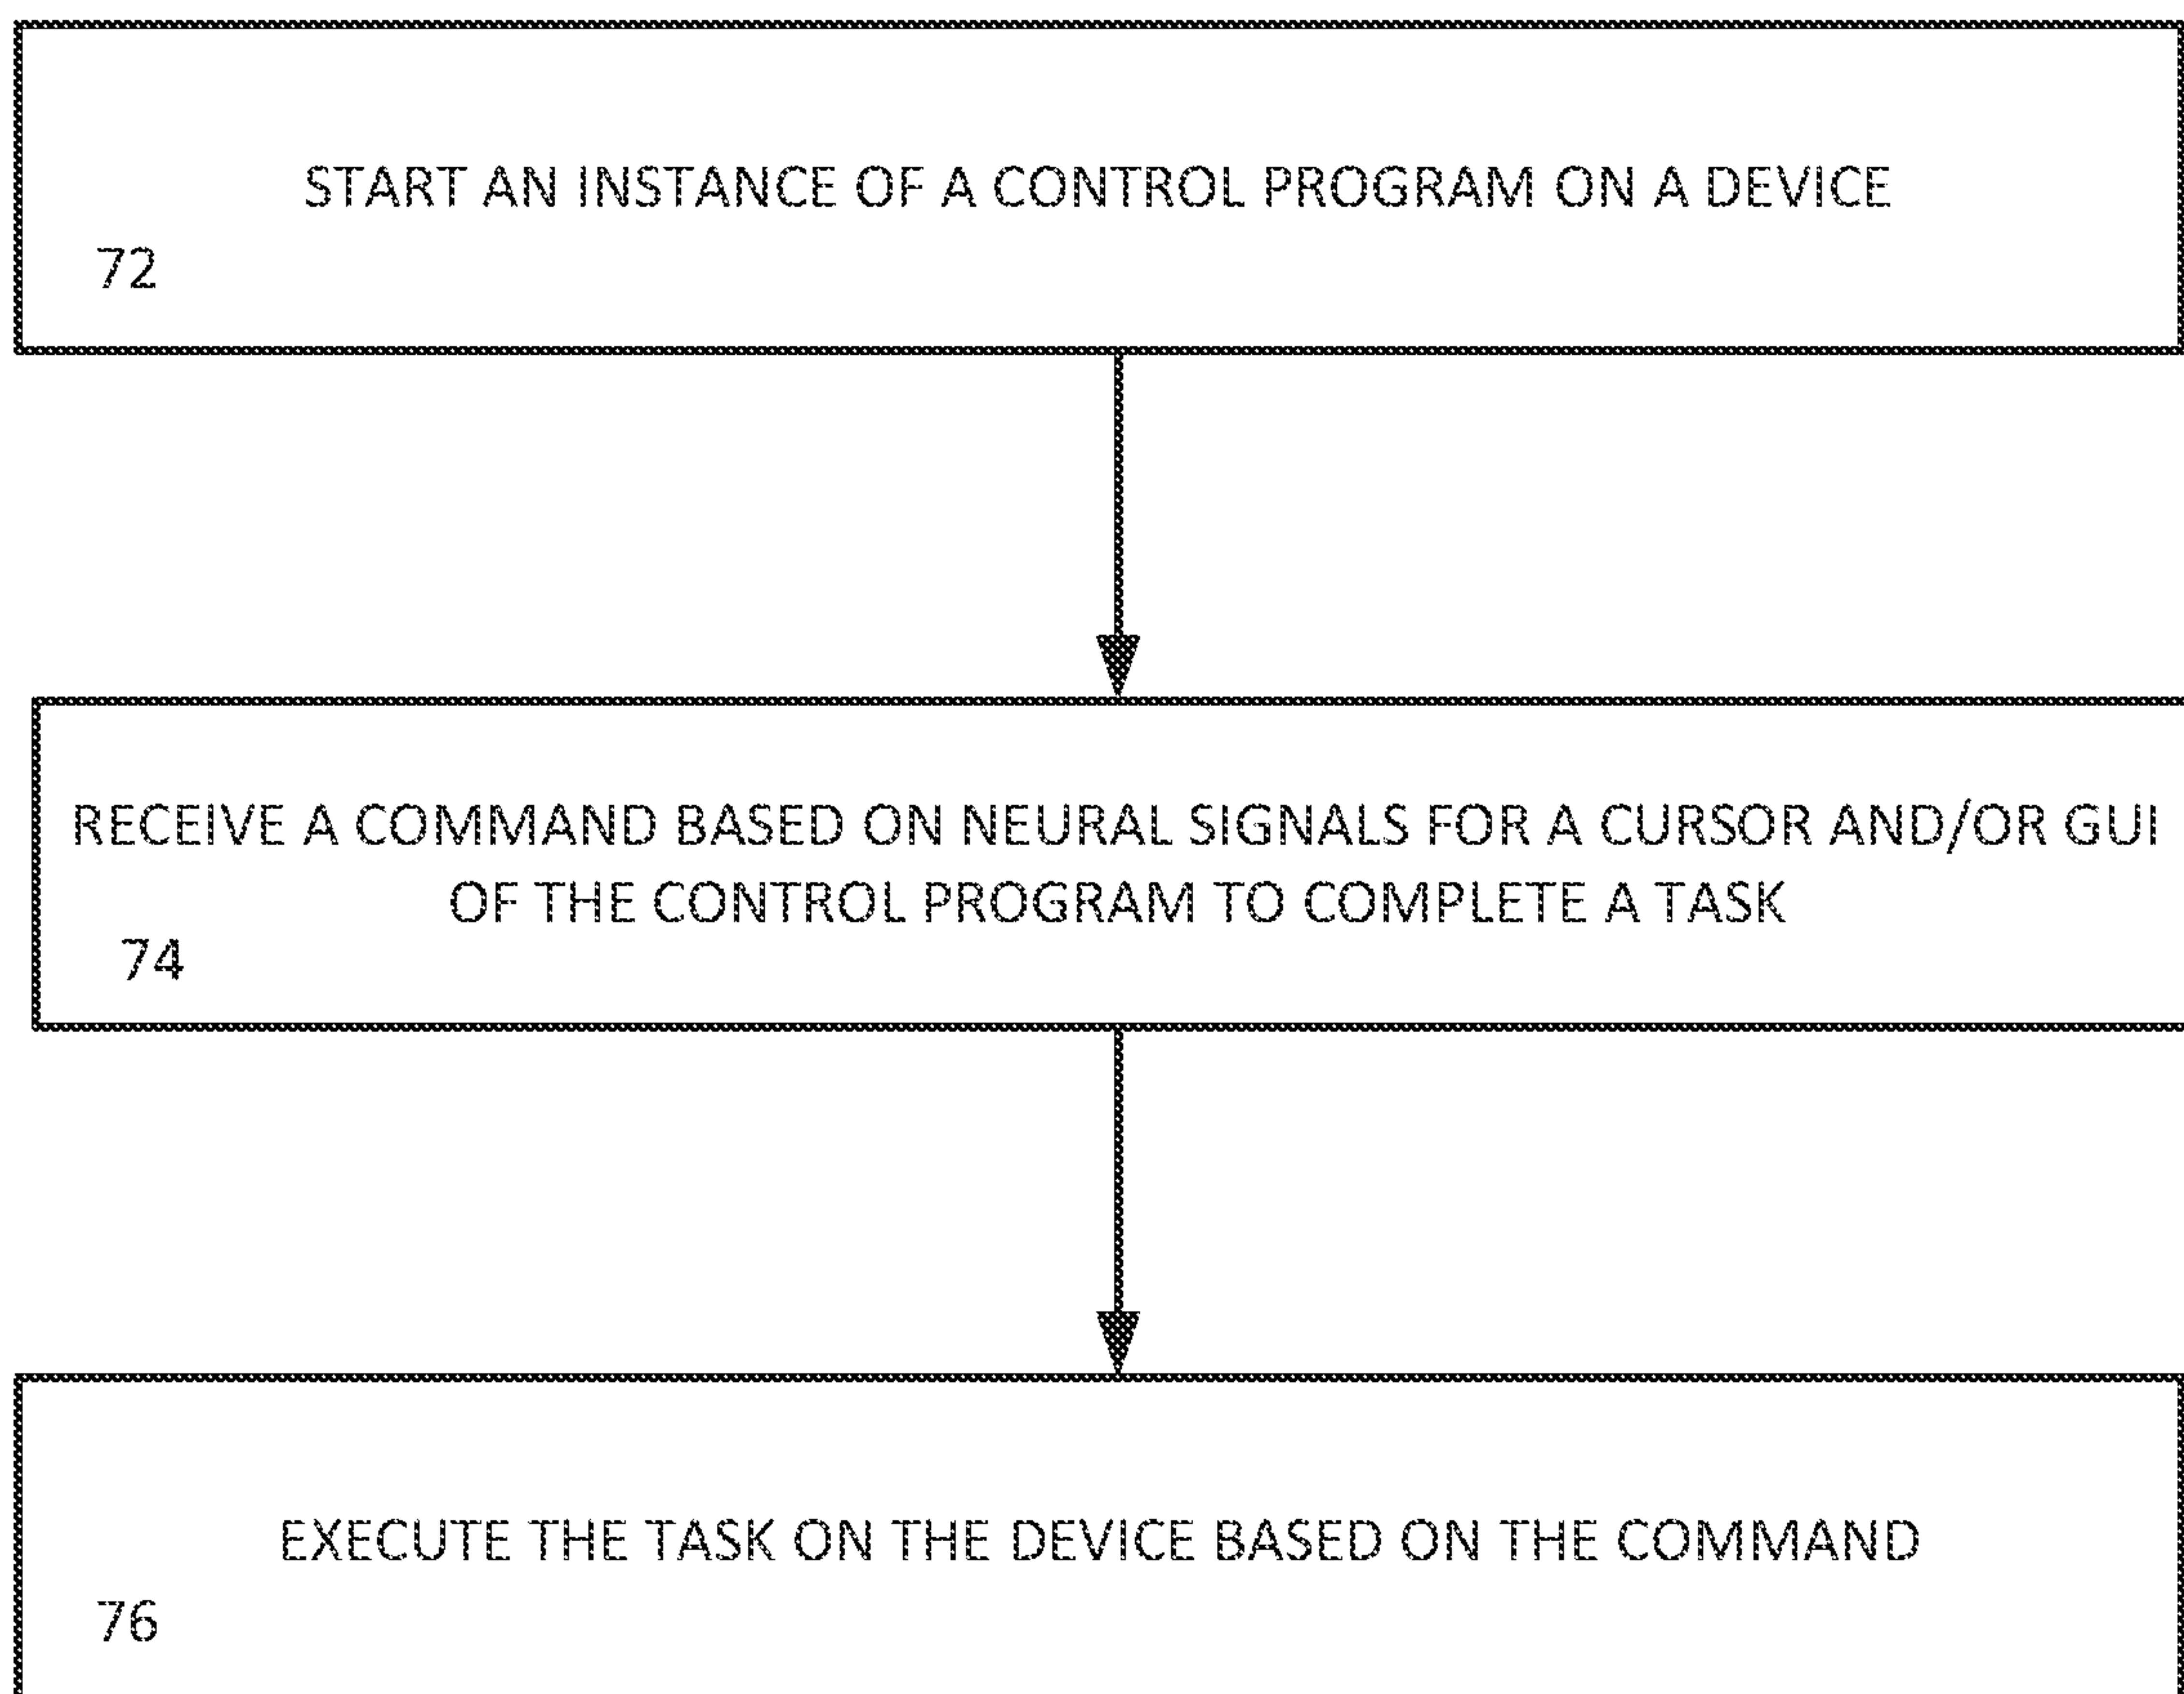 START AN INSTANCE OF A CONTROL PROGRAM ON A DEVICE
72
RECEIVE A COMMAND BASED ON NEURAL SIGNALS FOR A CURSOR AND/OR GUI
OF THE CONTROL PROGRAM TO COMPLETE A TASK
74
EXECUTE THE TASK ON THE DEVICE BASED ON THE COMMAND
76